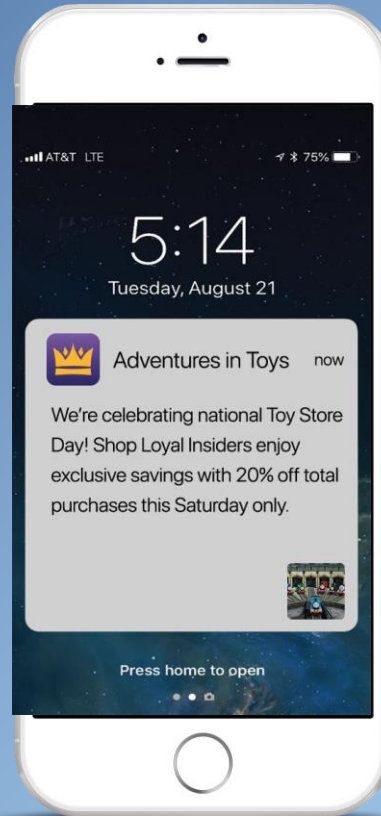 AT&T LTE 75%
5:14
Tuesday, August 21
Adventures in Toys now
We're celebrating national Toy Store
Day! Shop Loyal Insiders enjoy
exclusive savings with 20% off total
purchases this Saturday only.
Press home to open